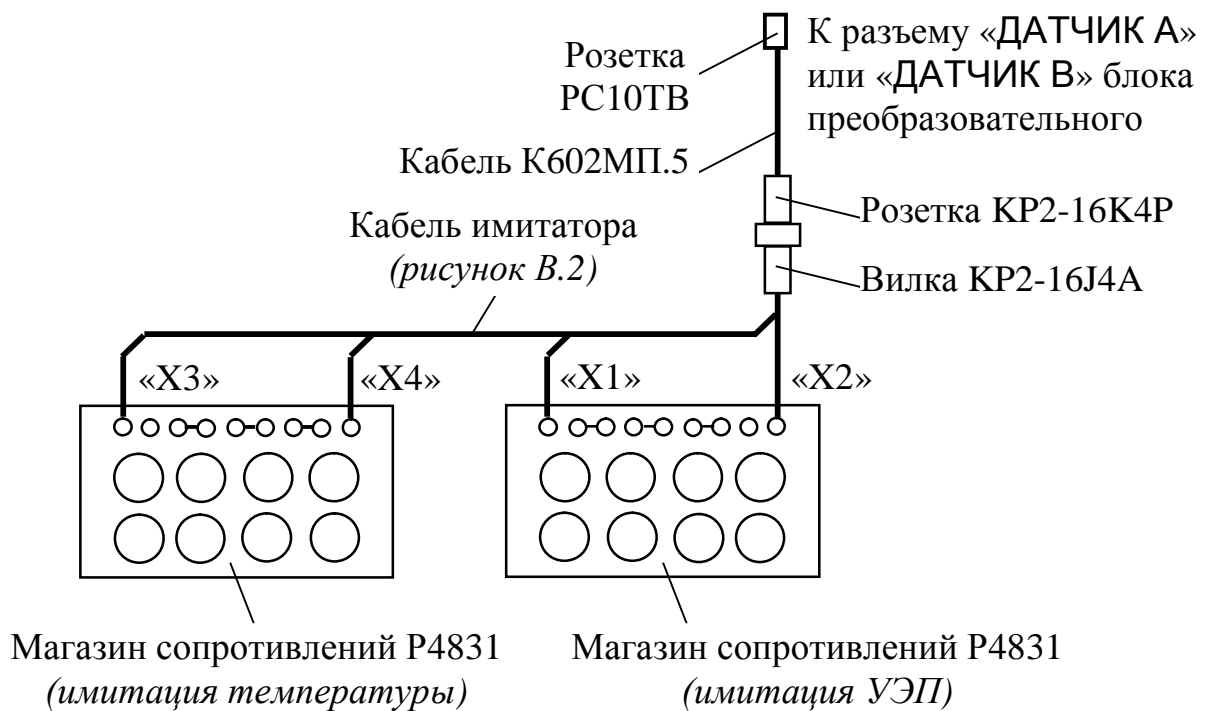 Розетка
РС10ТВ
К разъему «ДАТЧИК А»
или «ДАТЧИК В» блока
преобразовательного
Кабель К602МП.5
Розетка КР2-16К4Р
Кабель имитатора
(рисунок В.2)
Вилка КР2-16J4А
«Х3»
«Х4»
«Х1»
«Х2»
Магазин сопротивлений Р4831
(имитация температуры)
Магазин сопротивлений Р4831
(имитация УЭП)